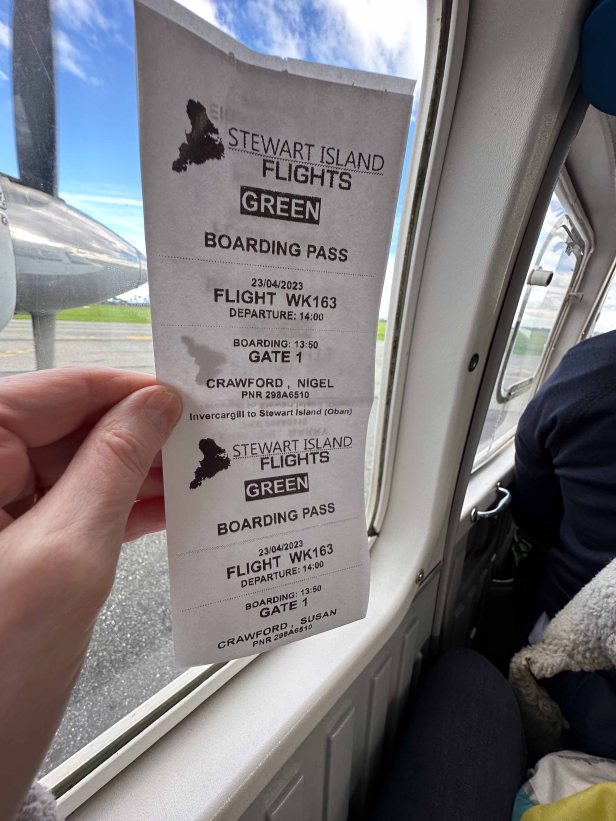 STEWART ISLAND
FLIGHTS
GREEN
BOARDING PASS
23/04/2023
FLIGHT WK163
DEPARTURE: 14:00
BOARDING: 13:50
GATE 1
CRAWFORD , NIGEL
PNR 298A6510
Invercargill to Stewart Island (Oban)
STEWART ISLAND
FLIGHTS
GREEN
BOARDING PASS
23/04/2023
FLIGHT WK163
DEPARTURE: 14:00
BOARDING: 13:50
GATE 1
CRAWFORD , SUSAN
PNR 298A6510